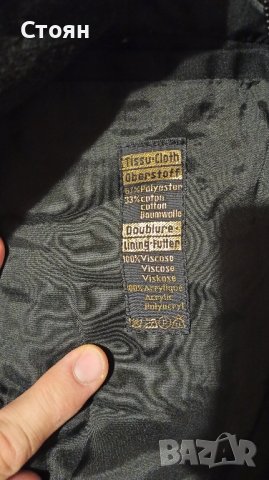 Стоян
Tissu-Cloth
Oberstoff
67% Polyester
33% coton
cotton
Baumwolle
Doublure-
Lining-Futter
100% Viscose
Viscose
Viskose
100% Acrylique
Acrylic
Polyacryl
BAZAR